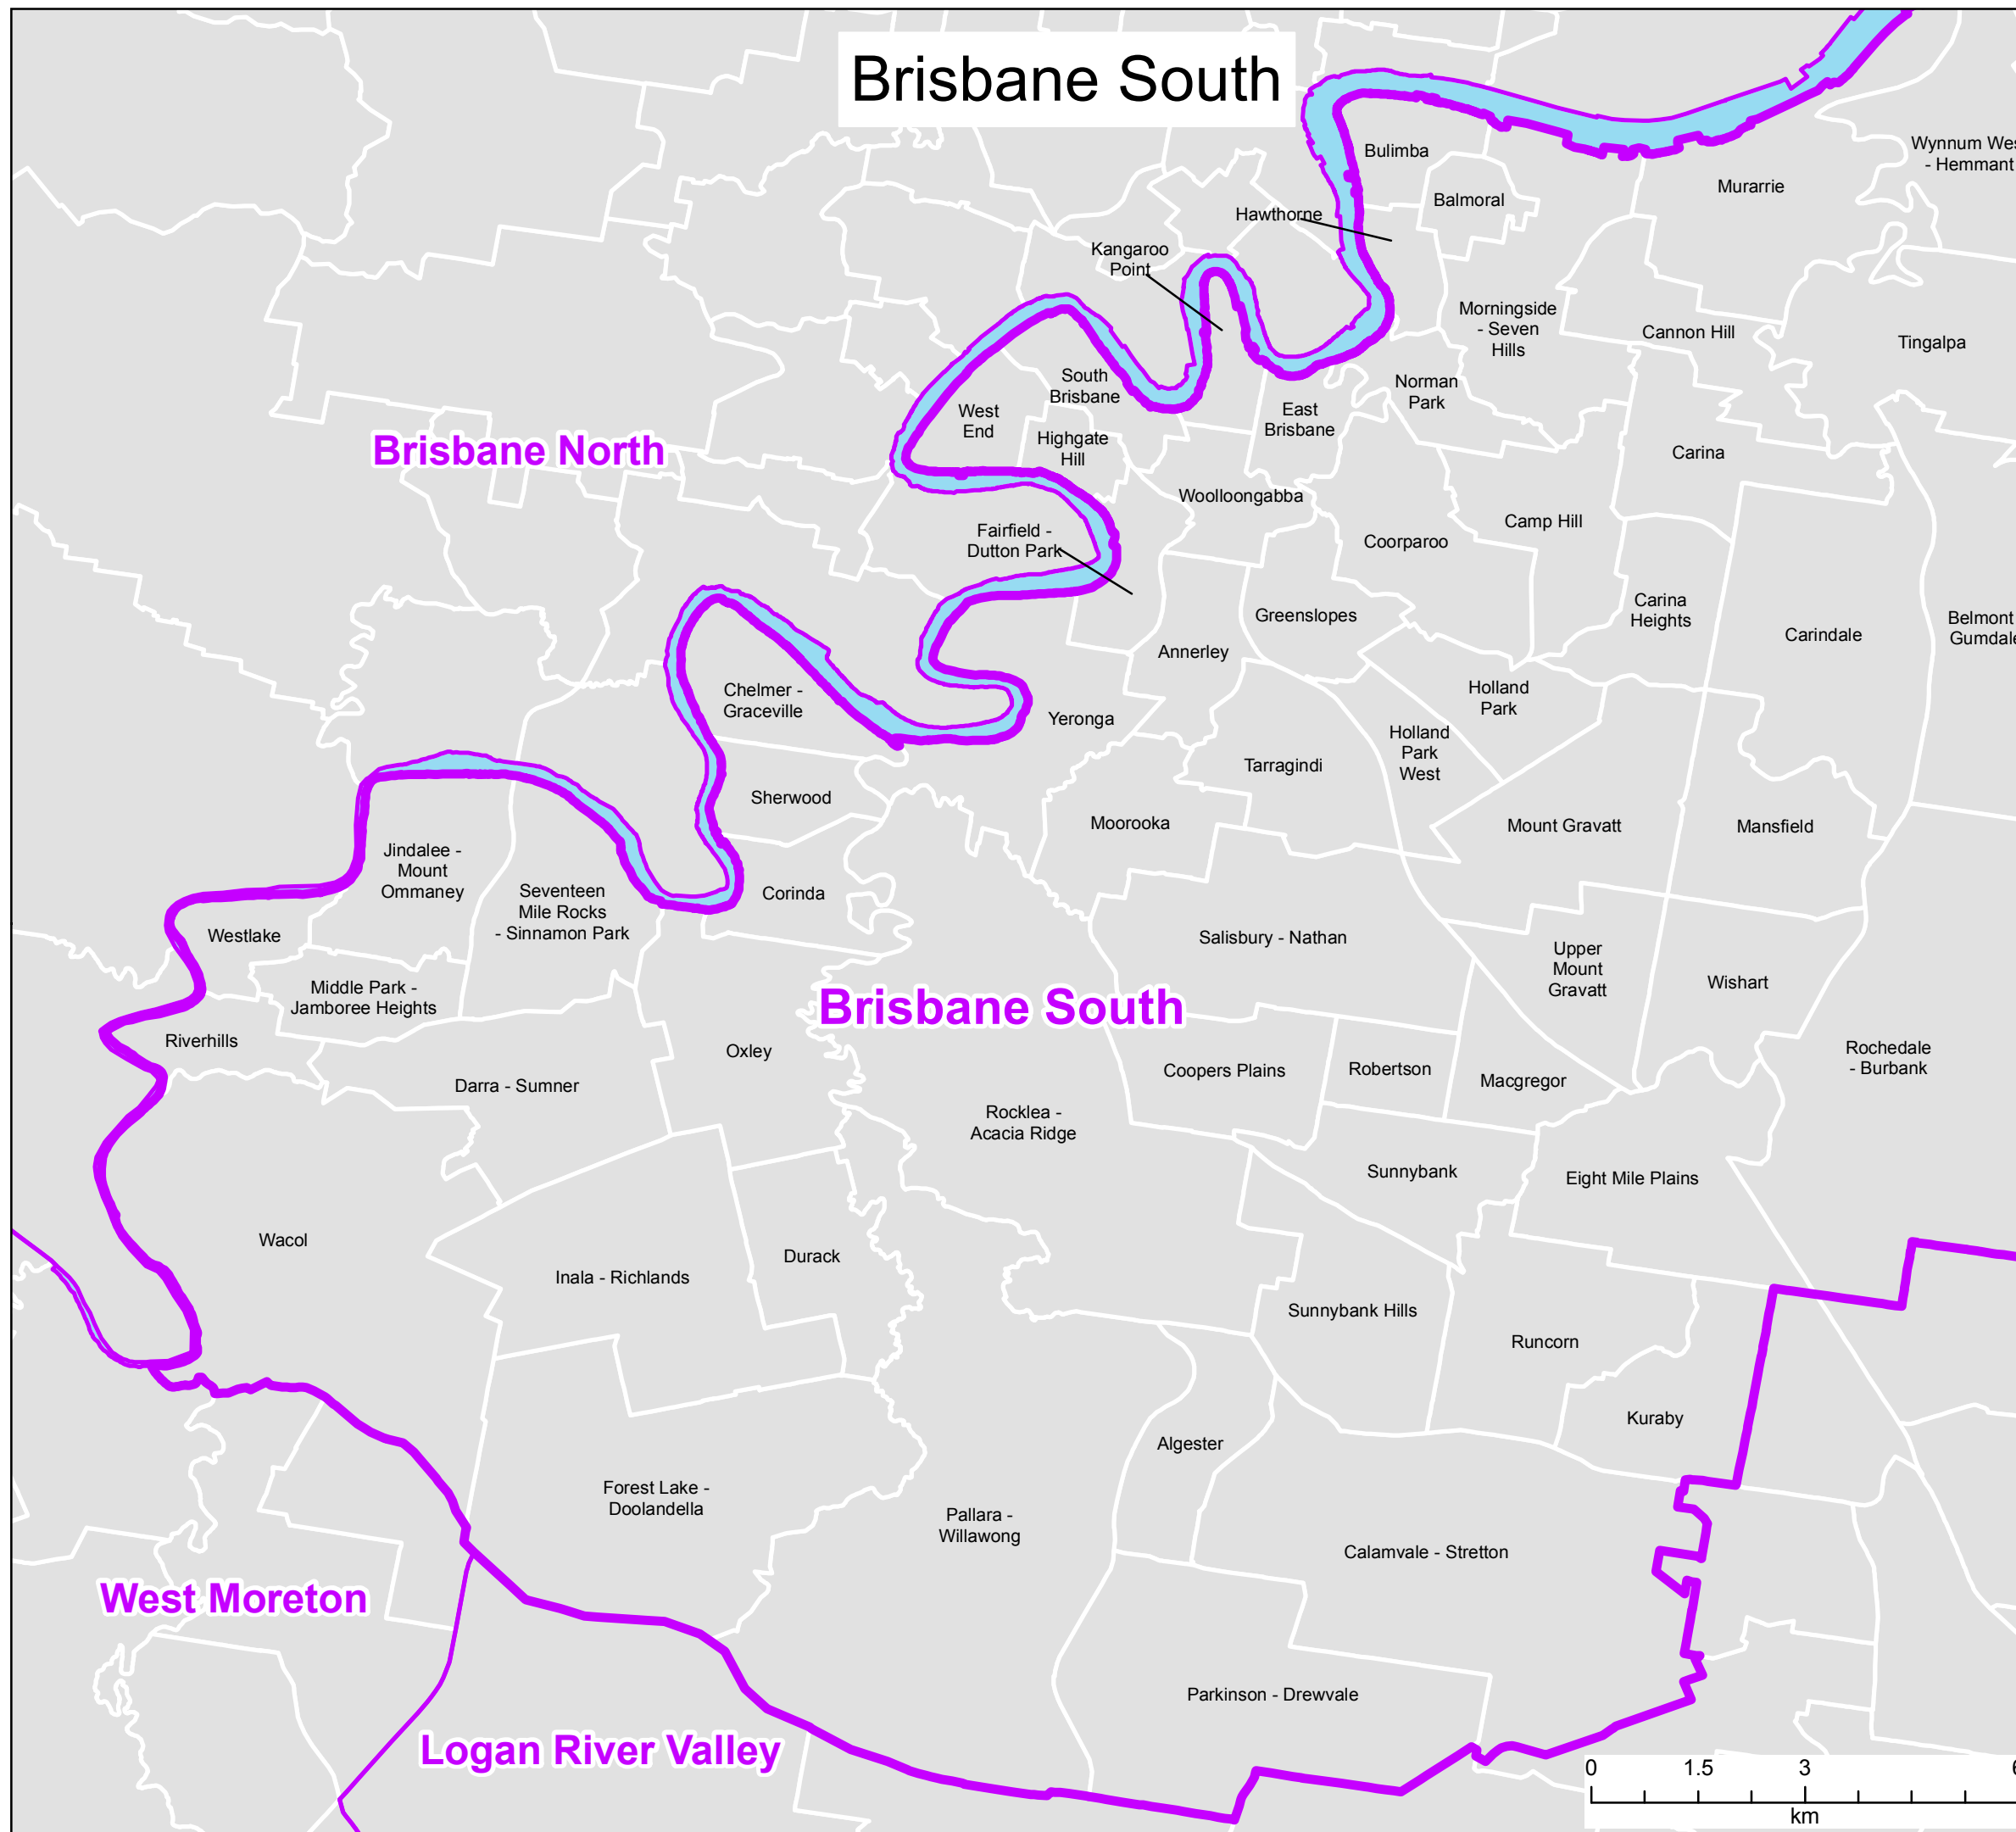 Brisbane South
Bulimba
Wynnum Wes
- Hemmant
Murarrie
Balmoral
Hawthorne
Kangaroo
Point
Morningside
- Seven
Hills
Cannon Hill
Tingalpa
South
Brisbane
Norman
Park
West
End
East
Brisbane
Highgate
Hill
Brisbane North
Carina
Woolloongabba
Camp Hill
Fairfield -
Dutton Park
Coorparoo
Carina
Heights
Greenslopes
Carindale
Belmont
Gumdale
Annerley
Chelmer -
Graceville
Holland
Park
Yeronga
Holland
Park
West
Tarragindi
Sherwood
Moorooka
Mount Gravatt
Mansfield
Jindalee -
Mount
Ommaney
Seventeen
Mile Rocks
- Sinnamon Park
Corinda
Westlake
Salisbury - Nathan
Upper
Mount
Gravatt
Wishart
Middle Park -
Jamboree Heights
Brisbane South
Riverhills
Oxley
Rochedale
- Burbank
Coopers Plains
Robertson
Macgregor
Darra - Sumner
Rocklea -
Acacia Ridge
Sunnybank
Eight Mile Plains
Wacol
Durack
Inala - Richlands
Sunnybank Hills
Runcorn
Kuraby
Algester
Forest Lake -
Doolandella
Pallara -
Willawong
Calamvale - Stretton
West Moreton
Parkinson - Drewvale
Logan River Valley
0 1.5 3 6
km